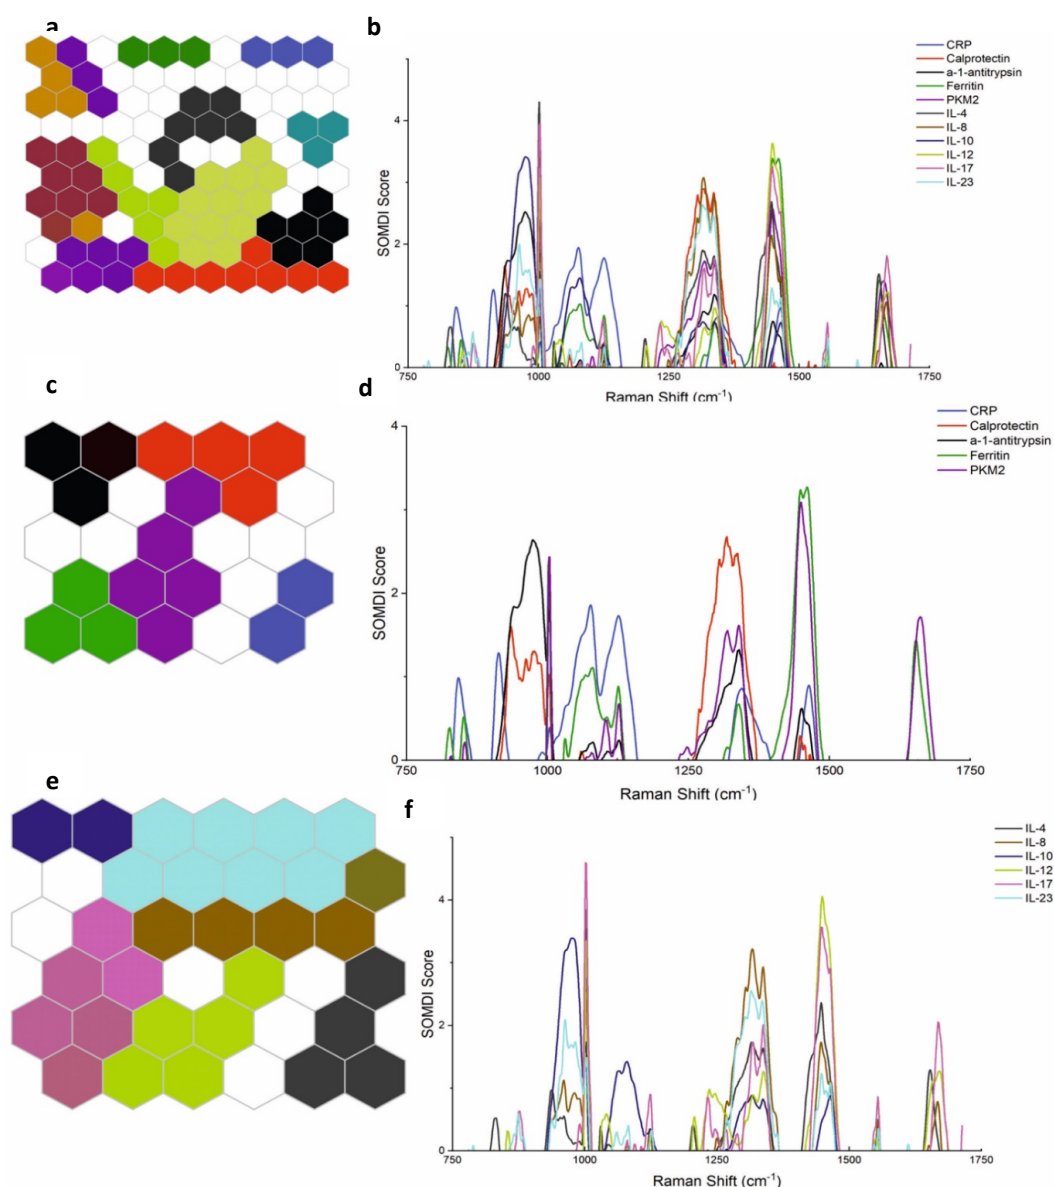 a
b
CRP
Calprotectin
a-1-antitrypsin
Ferritin
PKM2
IL-4
IL-8
IL-10
IL-12
IL-17
IL-23
SOMDI Score
4
2
0
750 1000 1250 1500 1750
Raman Shift (cm⁻¹)
c
d
CRP
Calprotectin
a-1-antitrypsin
Ferritin
PKM2
SOMDI Score
4
2
0
750 1000 1250 1500 1750
Raman Shift (cm⁻¹)
e
f
IL-4
IL-8
IL-10
IL-12
IL-17
IL-23
SOMDI Score
4
2
0
750 1000 1250 1500 1750
Raman Shift (cm⁻¹)